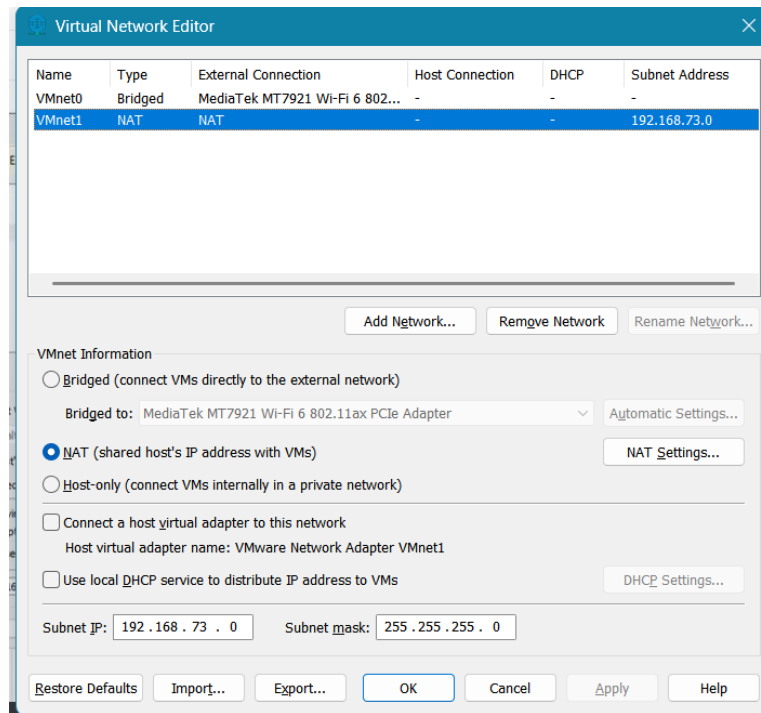 Virtual Network Editor
Name Type External Connection Host Connection DHCP Subnet Address
VMnet0 Bridged MediaTek MT7921 Wi-Fi 6 802... - - -
VMnet1 NAT NAT - - 192.168.73.0
Add Network... Remove Network Rename Network...
VMnet Information
Bridged (connect VMs directly to the external network)
Bridged to: MediaTek MT7921 Wi-Fi 6 802.11ax PCIe Adapter Automatic Settings...
NAT (shared host's IP address with VMs) NAT Settings...
Host-only (connect VMs internally in a private network)
Connect a host virtual adapter to this network
Host virtual adapter name: VMware Network Adapter VMnet1
Use local DHCP service to distribute IP address to VMs DHCP Settings...
Subnet IP: 192 . 168 . 73 . 0 Subnet mask: 255 . 255 . 255 . 0
Restore Defaults Import... Export... OK Cancel Apply Help